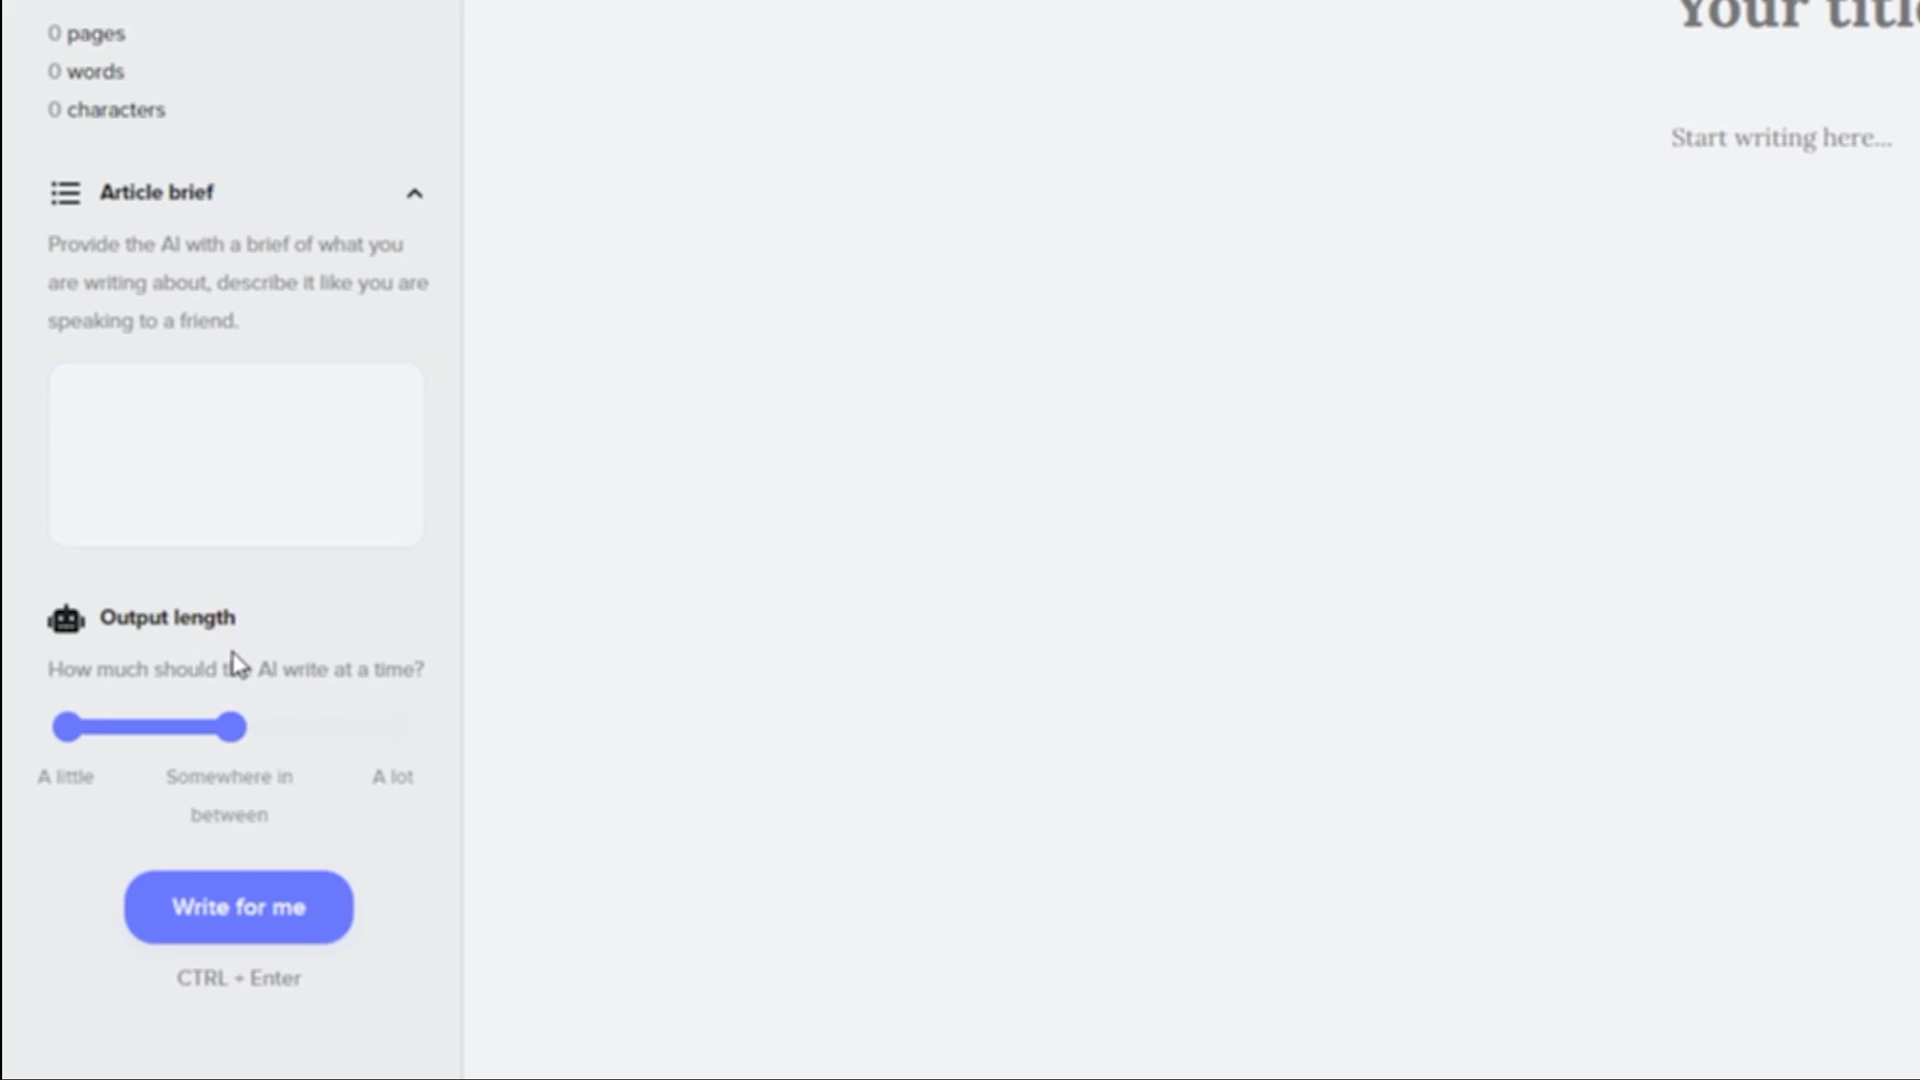 Your title
0 pages
0 words
0 characters
Start writing here...
Article brief
Provide the AI with a brief of what you
are writing about, describe it like you are
speaking to a friend.
Output length
How much should the AI write at a time?
A little
Somewhere in
between
A lot
Write for me
CTRL + Enter